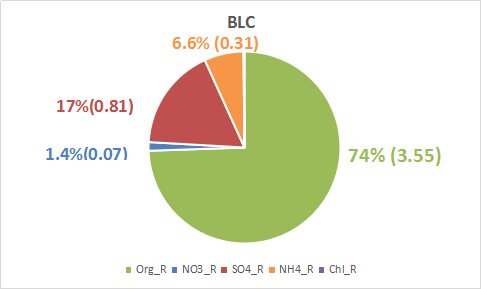 BLC
6.6% (0.31)
17%(0.81)
1.4%(0.07)
74% (3.55)
Org_R NO3_R SO4_R NH4_R Chl_R